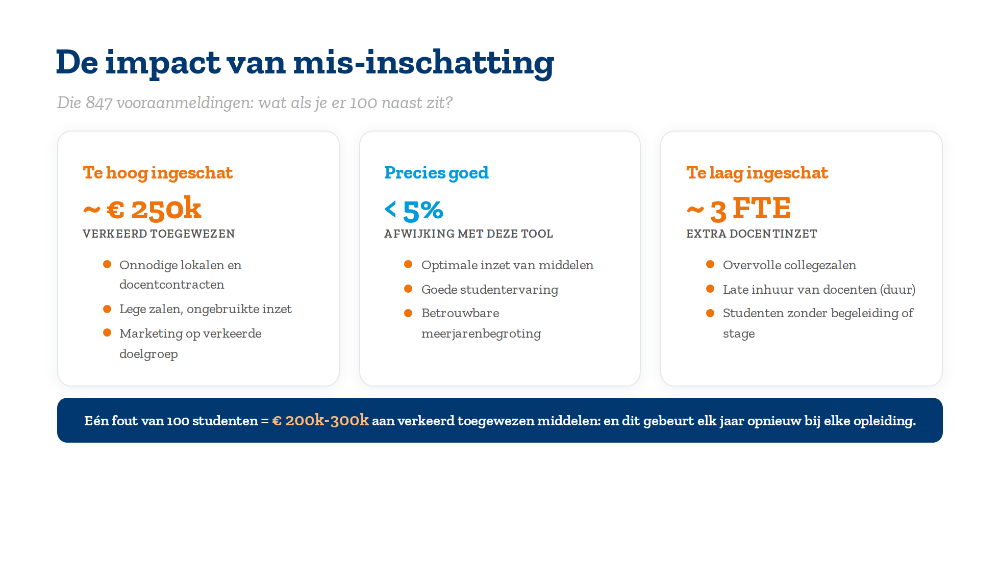 De impact van mis-inschatting
Die 847 vooraanmeldingen: wat als je er 100 naast zit?
Te hoog ingeschat
~ € 250k
VERKEERD TOEGEWEZEN
Onnodige lokalen en
docentcontracten
Lege zalen, ongebruikte inzet
Marketing op verkeerde
doelgroep
Precies goed
< 5%
AFWIJKING MET DEZE TOOL
Optimale inzet van middelen
Goede studentervaring
Betrouwbare
meerjarenbegroting
Te laag ingeschat
~ 3 FTE
EXTRA DOCENTINZET
Overvolle collegezalen
Late inhuur van docenten (duur)
Studenten zonder begeleiding of
stage
Eén fout van 100 studenten = € 200k-300k aan verkeerd toegewezen middelen: en dit gebeurt elk jaar opnieuw bij elke opleiding.